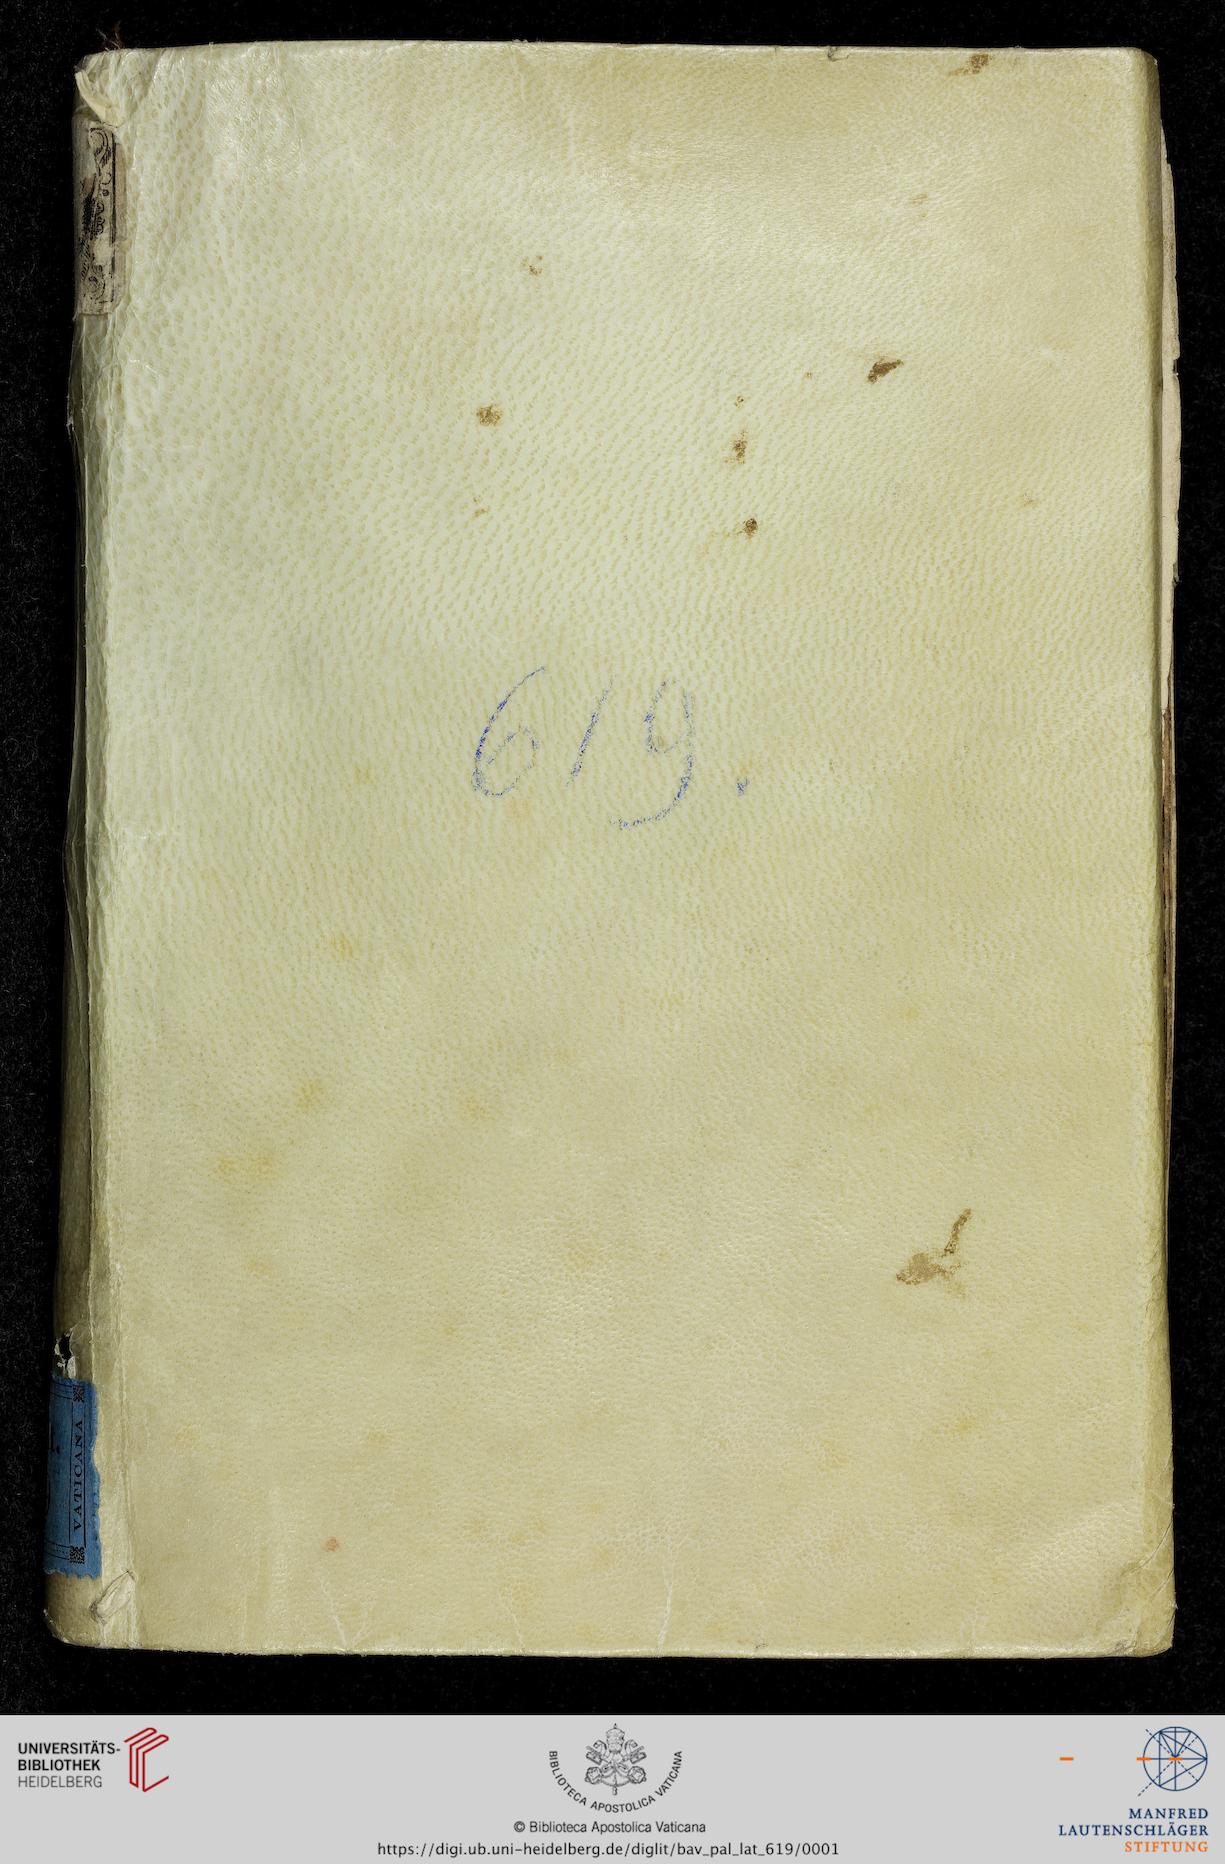 619.
VATICANA
UNIVERSITÄTS-
BIBLIOTHEK
HEIDELBERG
BIBLIOTECA APOSTOLICA VATICANA
© Biblioteca Apostolica Vaticana
https://digi.ub.uni-heidelberg.de/diglit/bav_pal_lat_619/0001
MANFRED
LAUTENSCHLÄGER
STIFTUNG